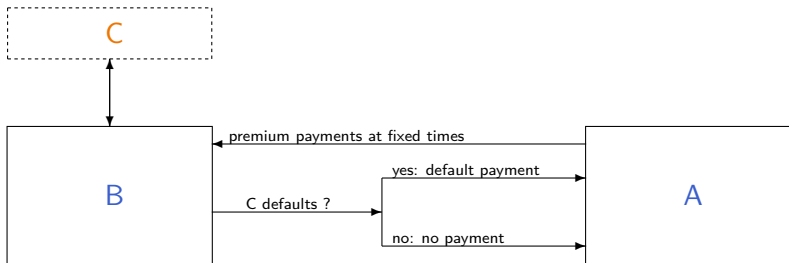 C
premium payments at fixed times
yes: default payment
B
A
C defaults ?
no: no payment